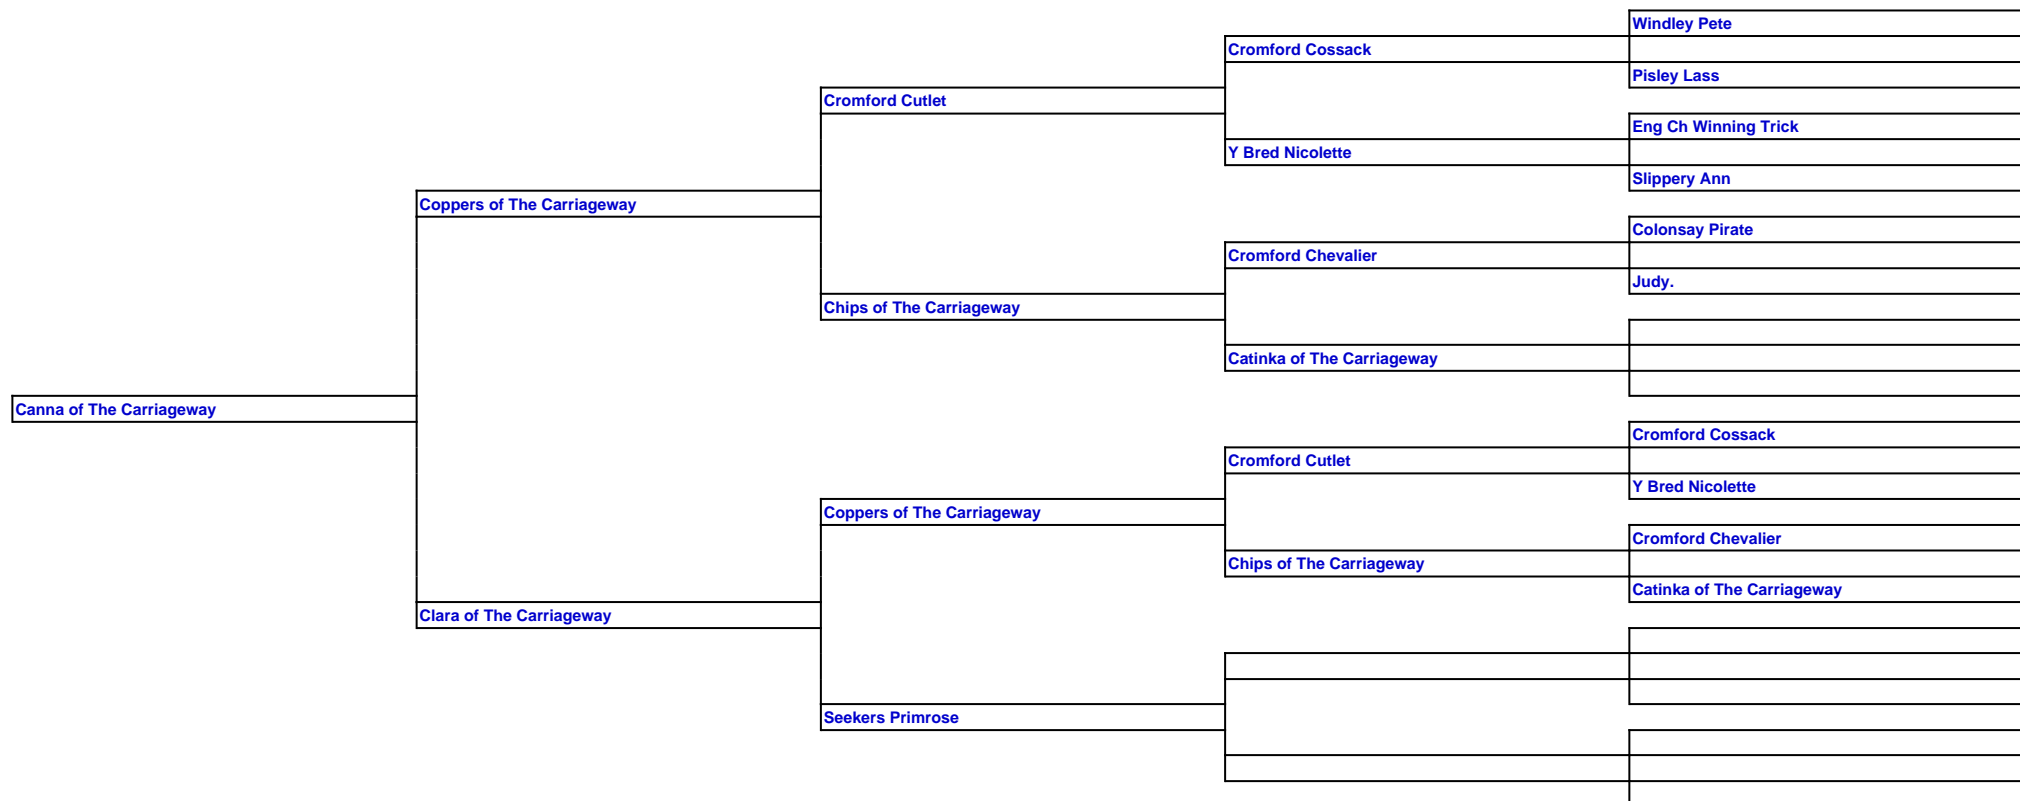 Windley Pete
Cromford Cossack
Pisley Lass
Cromford Cutlet
Eng Ch Winning Trick
Y Bred Nicolette
Slippery Ann
Coppers of The Carriageway
Colonsay Pirate
Cromford Chevalier
Judy.
Chips of The Carriageway
Catinka of The Carriageway
Canna of The Carriageway
Cromford Cossack
Cromford Cutlet
Y Bred Nicolette
Coppers of The Carriageway
Cromford Chevalier
Chips of The Carriageway
Catinka of The Carriageway
Clara of The Carriageway
Seekers Primrose